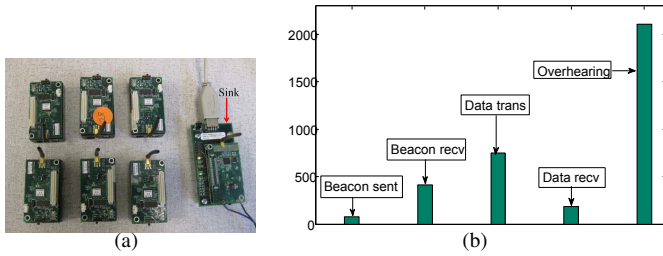 Sink
(a)
2000
1500
1000
500
0
Overhearing
Data trans
Beacon recv
Data recv
Beacon sent
(b)